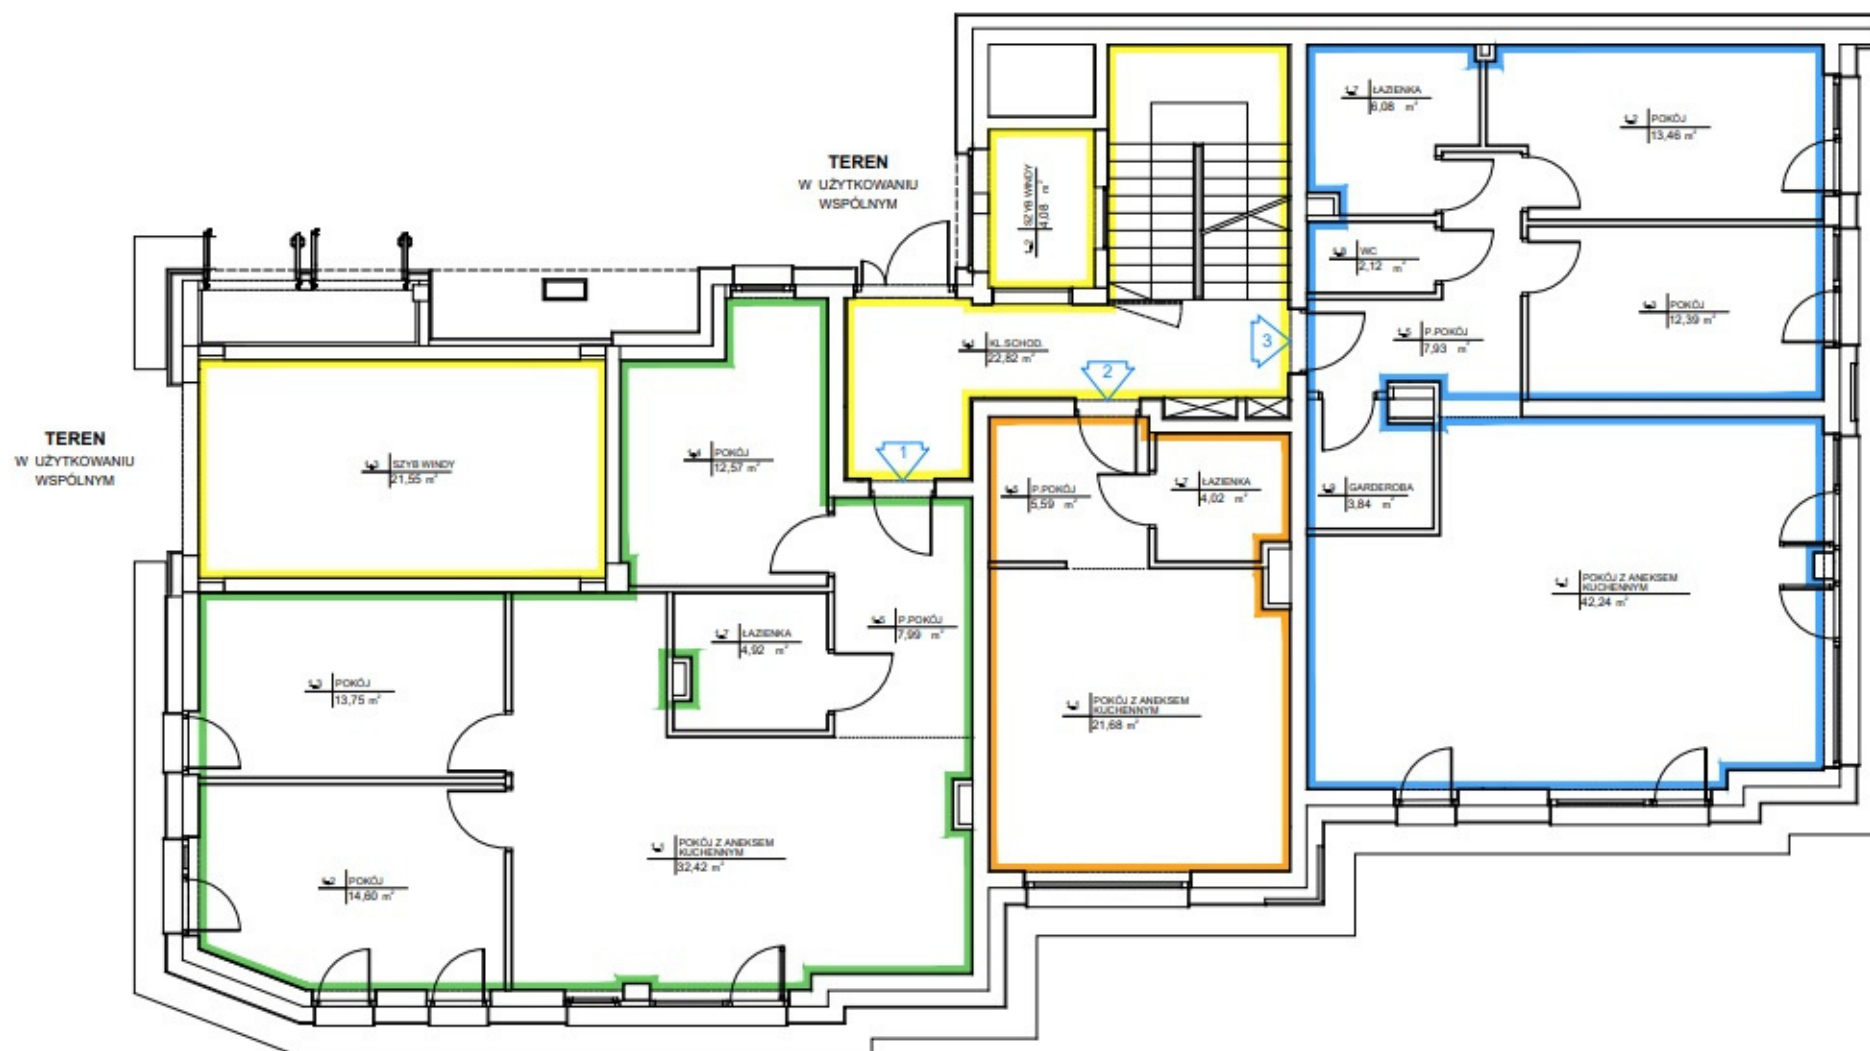 TEREN
W UŻYTKOWANIU
WSPÓLNYM
ŁAZIENKA
6,08 m²
POKÓJ
13,46 m²
SZYB WINDY
4,08 m²
WC
2,12 m²
POKÓJ
12,39 m²
P.POKÓJ
7,93 m²
KL.SCHOD.
22,82 m²
3
2
TEREN
W UŻYTKOWANIU
WSPÓLNYM
SZYB WINDY
21,55 m²
POKÓJ
12,57 m²
1
P.POKÓJ
5,59 m²
ŁAZIENKA
4,02 m²
GARDEROBA
3,84 m²
POKÓJ Z ANEKSEM
KUCHENNYM
42,24 m²
ŁAZIENKA
4,92 m²
P.POKÓJ
7,99 m²
POKÓJ
13,75 m²
POKÓJ Z ANEKSEM
KUCHENNYM
21,68 m²
POKÓJ Z ANEKSEM
KUCHENNYM
32,42 m²
POKÓJ
14,60 m²